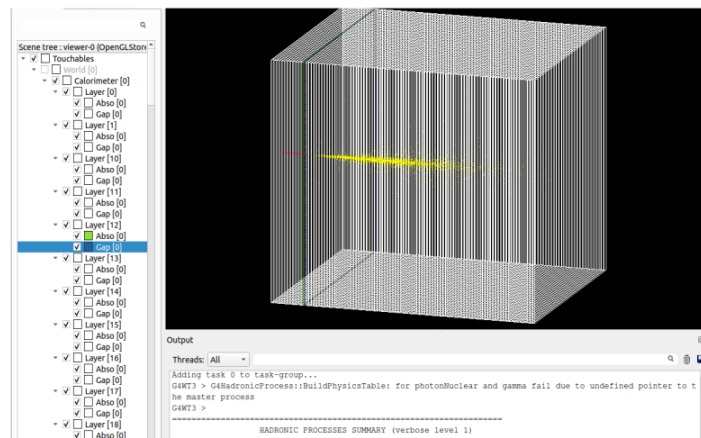 Scene tree : viewer-0 (OpenGLStore
Touchables
World [0]
Calorimeter [0]
Layer [0]
Abso [0]
Gap [0]
Layer [1]
Abso [0]
Gap [0]
Layer [10]
Abso [0]
Gap [0]
Layer [11]
Abso [0]
Gap [0]
Layer [12]
Abso [0]
Gap [0]
Layer [13]
Abso [0]
Gap [0]
Layer [14]
Abso [0]
Gap [0]
Layer [15]
Abso [0]
Gap [0]
Layer [16]
Abso [0]
Gap [0]
Layer [17]
Abso [0]
Gap [0]
Layer [18]
Abso [0]
Output
Threads: All
Adding task 0 to task-group...
G4WT3 > G4HadronicProcess::BuildPhysicsTable: for photonNuclear and gamma fail due to undefined pointer to t
he master process
G4WT3 >
====================================================================
HADRONIC PROCESSES SUMMARY (verbose level 1)